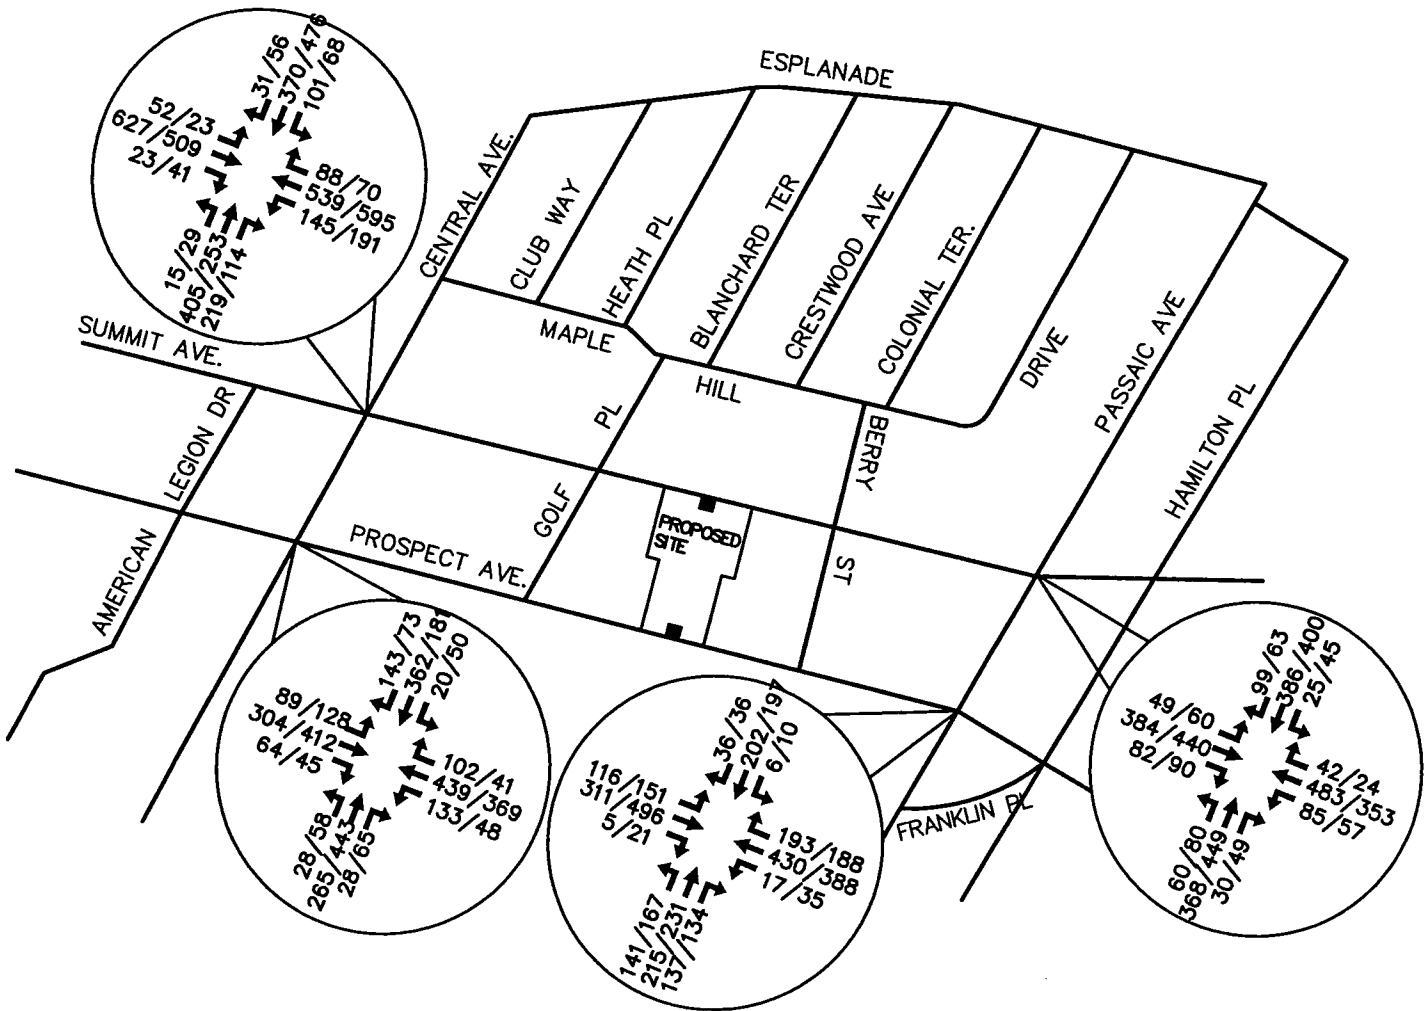 ESPLANADE
CENTRAL AVE.
CLUB WAY
HEATH PL
BLANCHARD TER
CRESTWOOD AVE
COLONIAL TER.
DRIVE
PASSAIC AVE
HAMILTON PL
MAPLE
HILL
SUMMIT AVE.
AMERICAN
LEGION DR
GOLF
PL
BERRY
ST
PROSPECT AVE.
PROPOSED
SITE
FRANKLIN PL
31/56
370/476
101/68
52/23
627/509
23/41
88/70
539/595
145/191
15/29
405/253
219/114
143/73
362/181
20/50
89/128
304/412
64/45
102/41
439/369
133/48
28/58
265/443
28/65
36/36
202/197
6/10
116/151
311/496
5/21
193/188
430/388
17/35
141/167
215/231
137/134
99/63
386/400
25/45
49/60
384/440
82/90
42/24
483/353
85/57
60/80
368/449
30/49